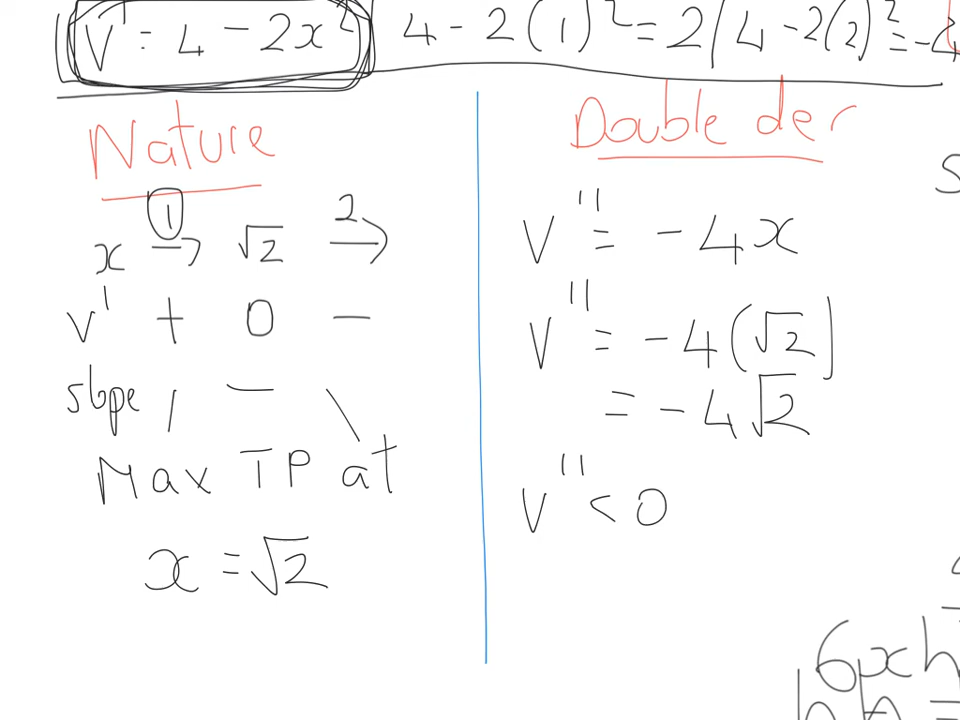 V' = 4 - 2x² 4 - 2(1)² = 2 4 - 2(2)² = -4
Nature
x → 1 √2 → 2
V' + 0 -
slope / — \
Max TP at
x = √2
Double der
V'' = -4x
V'' = -4(√2)
= -4√2
V'' < 0
S
6xh